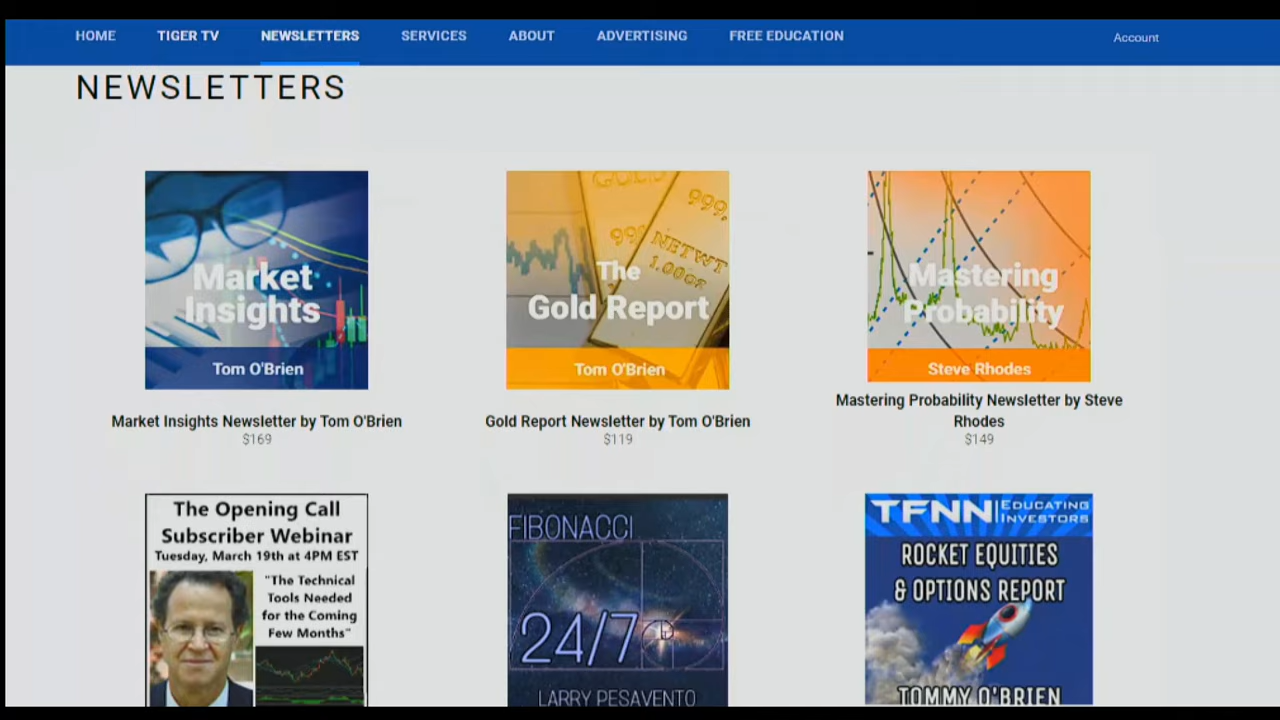 HOME TIGER TV NEWSLETTERS SERVICES ABOUT ADVERTISING FREE EDUCATION Account
NEWSLETTERS
Market
Insights
Tom O'Brien
GOLD
999,
99
NETWT
1.00oz
The
Gold Report
Tom O'Brien
Mastering
Probability
Steve Rhodes
Market Insights Newsletter by Tom O'Brien
$169
Gold Report Newsletter by Tom O'Brien
$119
Mastering Probability Newsletter by Steve
Rhodes
$149
The Opening Call
Subscriber Webinar
Tuesday, March 19th at 4PM EST
"The Technical
Tools Needed
for the Coming
Few Months"
FIBONACCI
24/7
LARRY PESAVENTO
TFNN EDUCATING
INVESTORS
ROCKET EQUITIES
& OPTIONS REPORT
TOMMY O'BRIEN